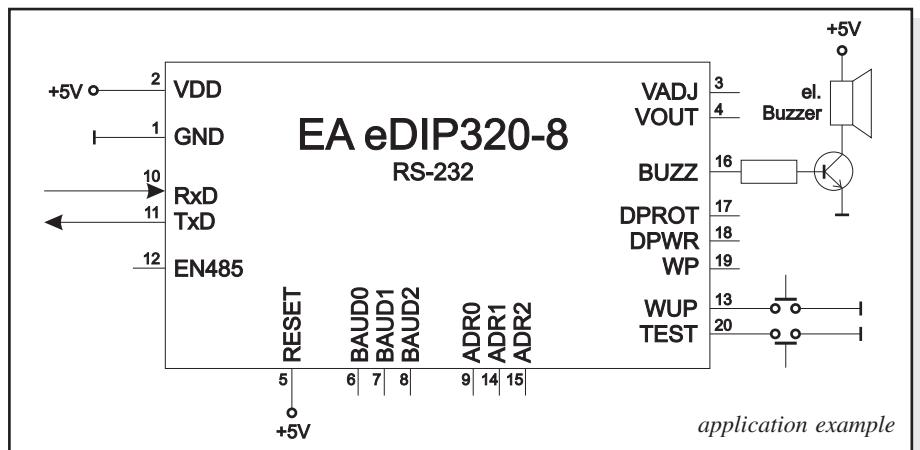 +5V
el.
Buzzer
+5V
2 VDD
1 GND
10 RxD
11 TxD
12 EN485
EA eDIP320-8
RS-232
VADJ 3
VOUT 4
BUZZ 16
DPROT 17
DPWR 18
WP 19
WUP 13
TEST 20
RESET
BAUD0
BAUD1
BAUD2
ADR0
ADR1
ADR2
5 6 7 8 9 14 15
+5V
application example